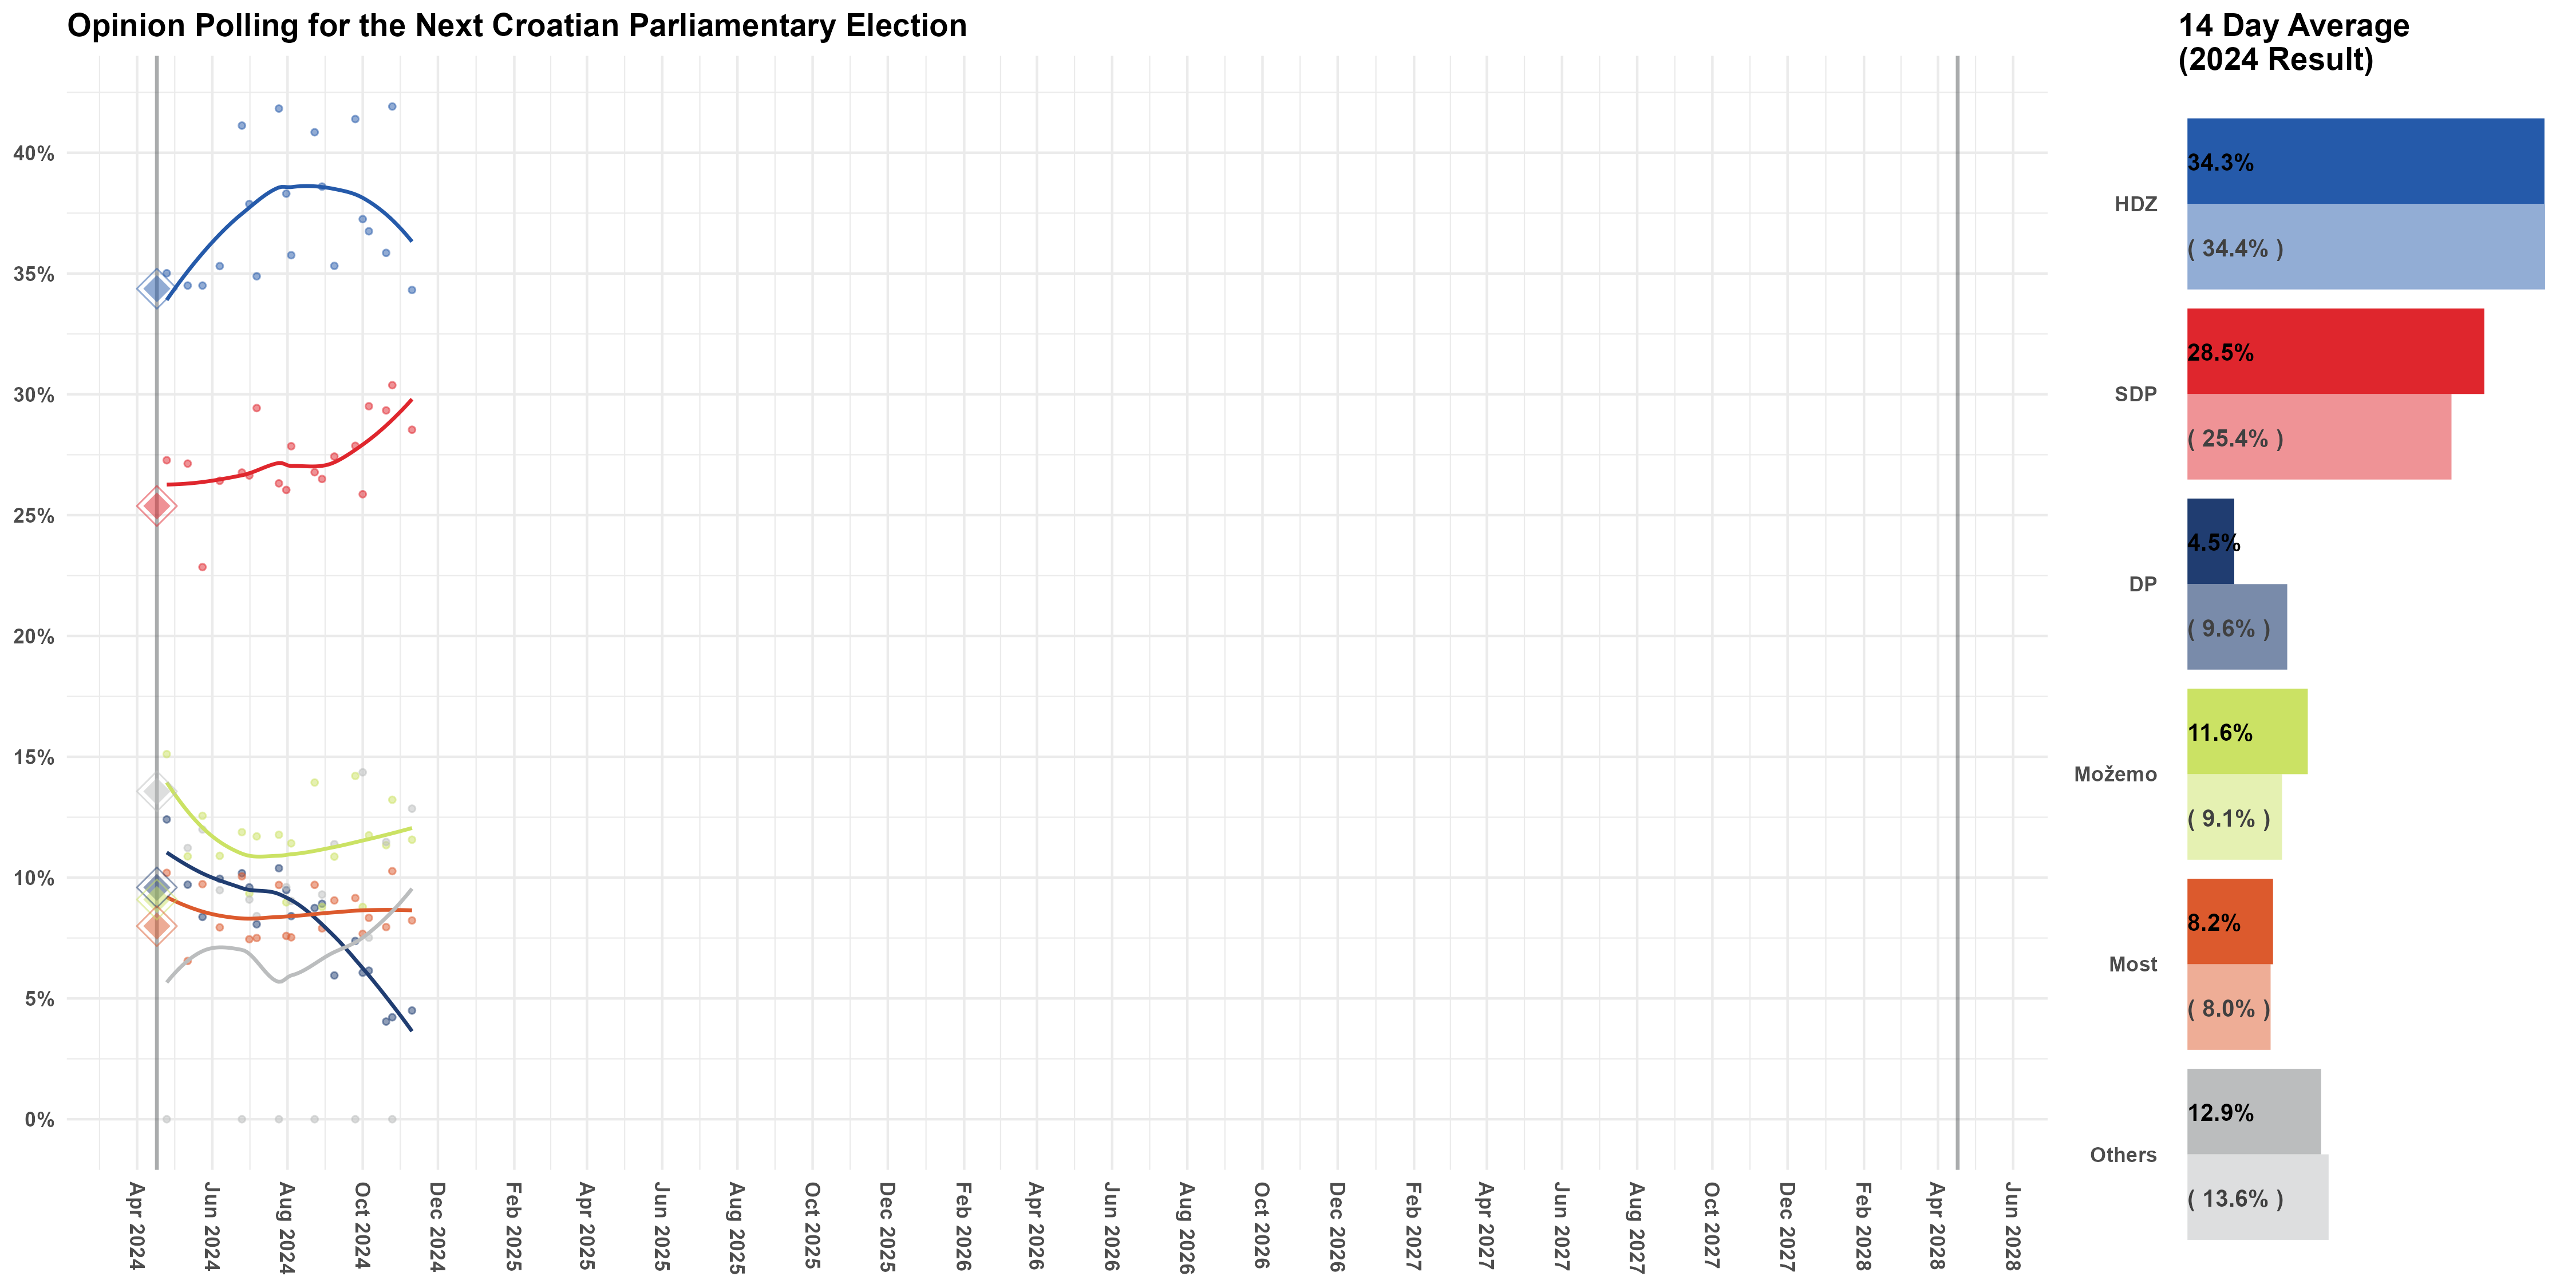 Opinion Polling for the Next Croatian Parliamentary Election
14 Day Average
(2024 Result)
40%
35%
30%
25%
20%
15%
10%
5%
0%
Apr 2024
Jun 2024
Aug 2024
Oct 2024
Dec 2024
Feb 2025
Apr 2025
Jun 2025
Aug 2025
Oct 2025
Dec 2025
Feb 2026
Apr 2026
Jun 2026
Aug 2026
Oct 2026
Dec 2026
Feb 2027
Apr 2027
Jun 2027
Aug 2027
Oct 2027
Dec 2027
Feb 2028
Apr 2028
Jun 2028
HDZ
34.3%
( 34.4% )
SDP
28.5%
( 25.4% )
DP
4.5%
( 9.6% )
Možemo
11.6%
( 9.1% )
Most
8.2%
( 8.0% )
Others
12.9%
( 13.6% )